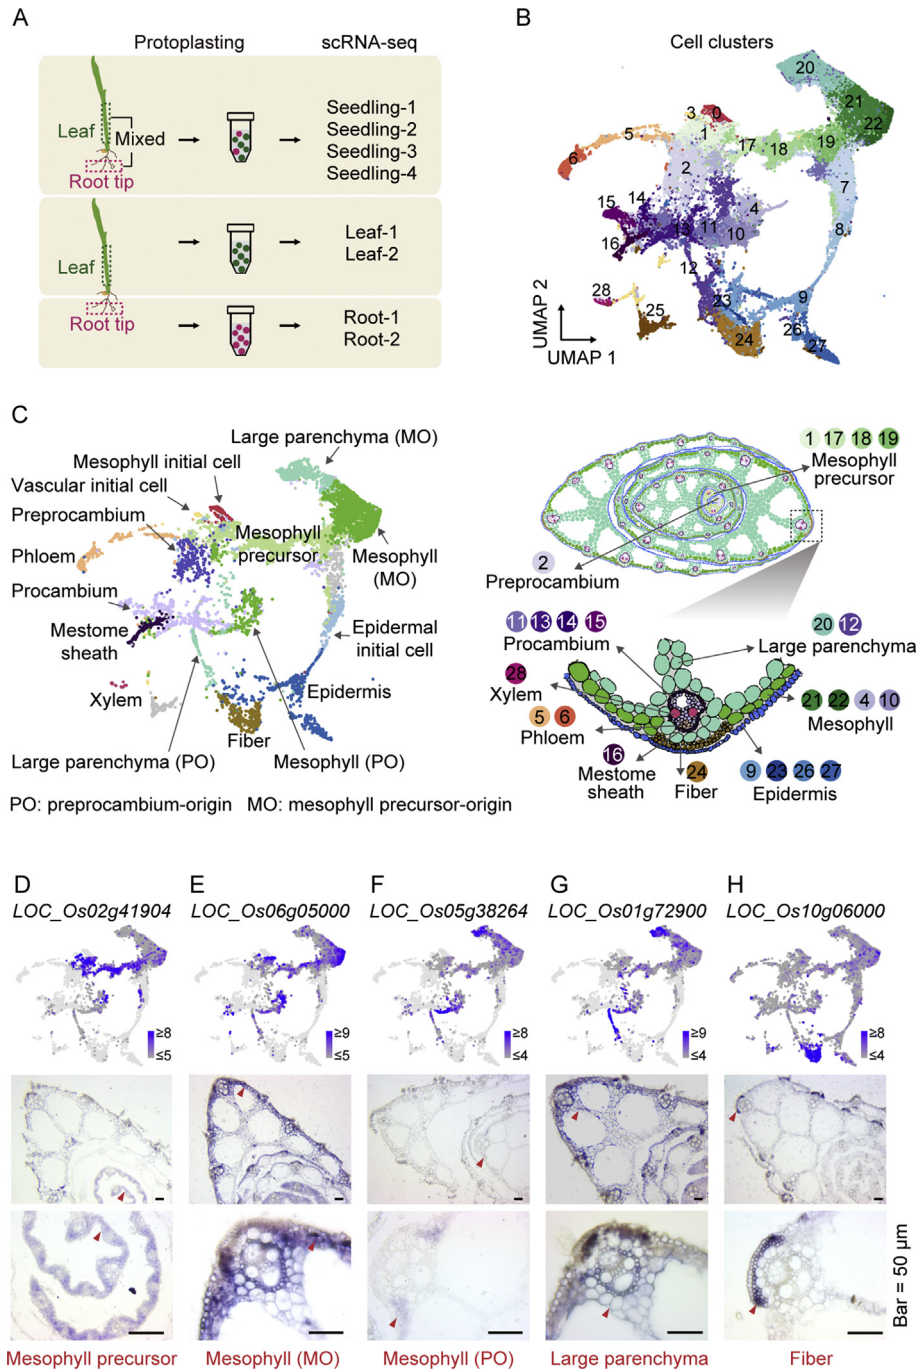 A
Protoplasting
scRNA-seq
Leaf
Mixed
Root tip
Seedling-1
Seedling-2
Seedling-3
Seedling-4
Leaf
Leaf-1
Leaf-2
Root tip
Root-1
Root-2
B
Cell clusters
20
21
22
3
0
5
1
17
18
19
6
2
7
15
14
4
16
13
11
10
8
12
28
25
23
9
24
26
27
UMAP 2
UMAP 1
C
Large parenchyma (MO)
Mesophyll initial cell
Vascular initial cell
Preprocambium
Mesophyll
precursor
Phloem
Mesophyll
(MO)
Procambium
Mestome
sheath
Epidermal
initial cell
Xylem
Epidermis
Fiber
Large parenchyma (PO)
Mesophyll (PO)
PO: preprocambium-origin MO: mesophyll precursor-origin
1 17 18 19
Mesophyll
precursor
2
Preprocambium
11 13 14 15
Procambium
20 12
Large parenchyma
28
Xylem
21 22 4 10
Mesophyll
5 6
Phloem
16
Mestome
sheath
24
Fiber
9 23 26 27
Epidermis
D
LOC_Os02g41904
≥8
≤5
Mesophyll precursor
E
LOC_Os06g05000
≥9
≤5
Mesophyll (MO)
F
LOC_Os05g38264
≥8
≤4
Mesophyll (PO)
G
LOC_Os01g72900
≥9
≤4
Large parenchyma
H
LOC_Os10g06000
≥8
≤4
Fiber
Bar = 50 µm